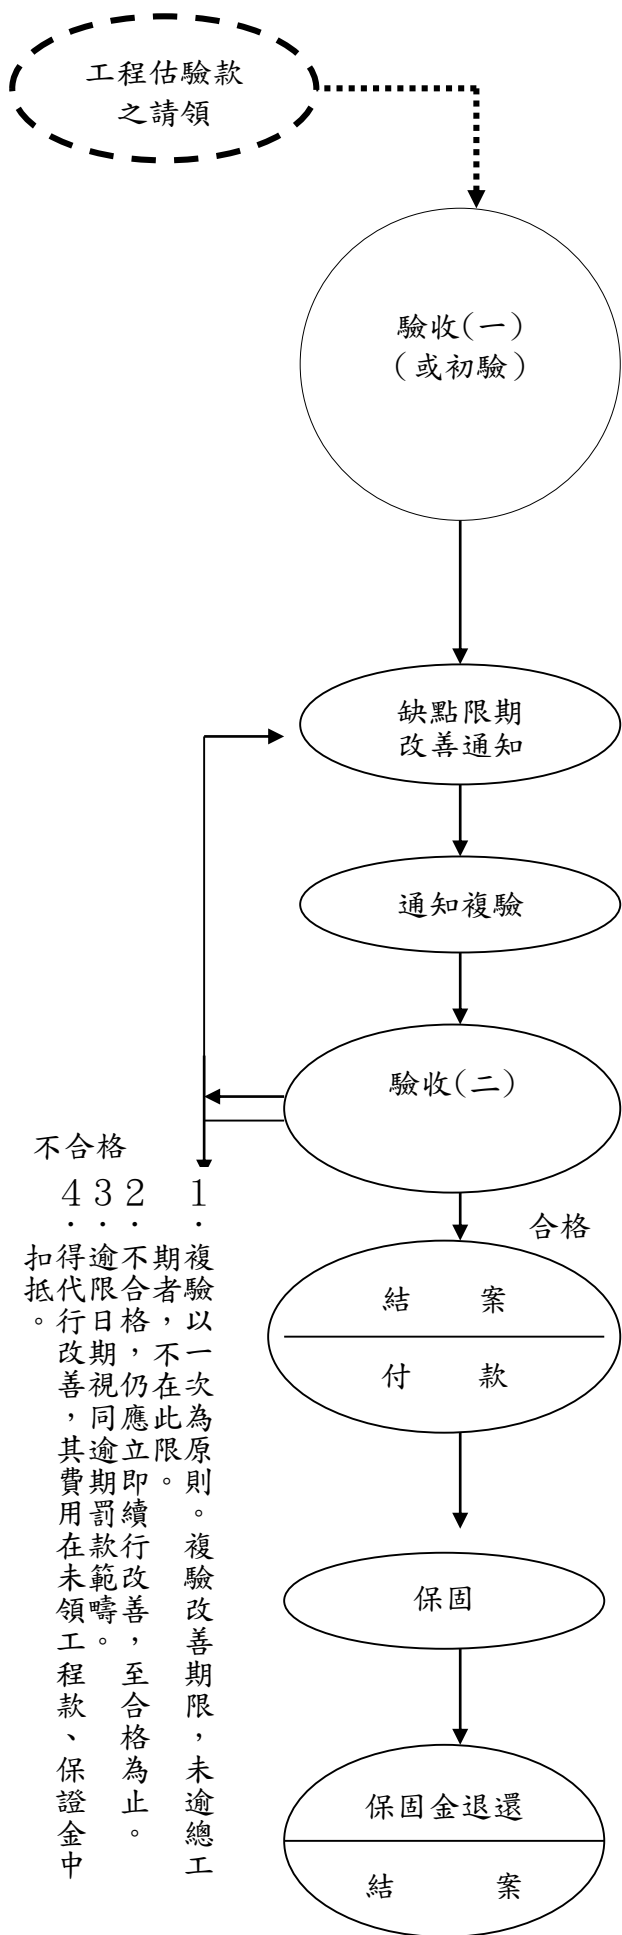 工程估驗款
之請領
驗收(一)
(或初驗)
缺點限期
改善通知
通知複驗
驗收(二)
不合格
合格
1.複驗以一次為原則。複驗改善期限，未逾總工
期者，不在此限。
2.不合格，仍應立即續行改善，至合格為止。
3.逾限日期，視同逾期罰款範疇。
4.得代行改善，其費用在未領工程款、保證金中
扣抵。
結　案
付　款
保固
保固金退還
結　案